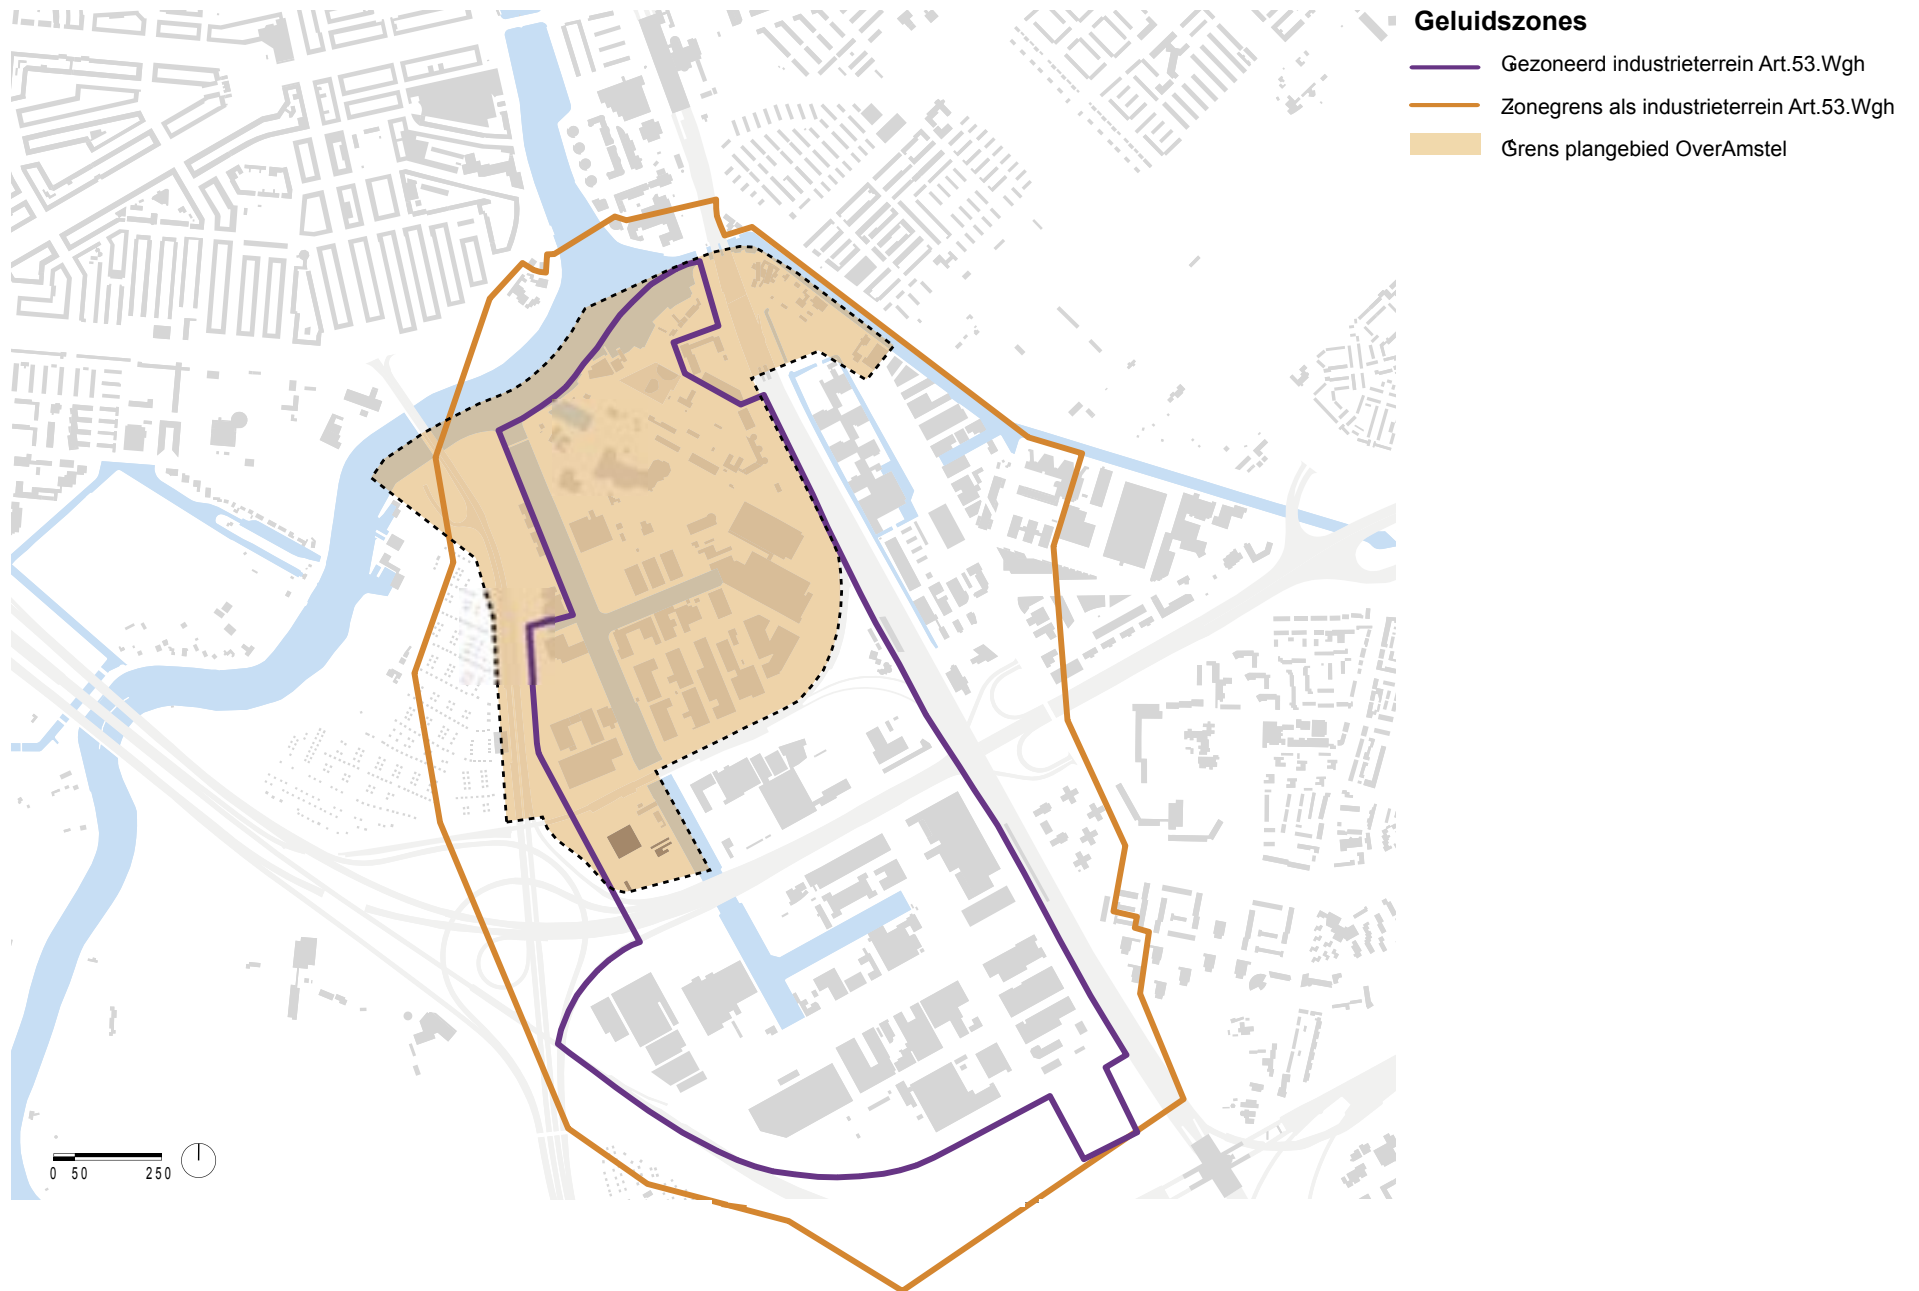 Geluidszones
Gezoneerd industrieterrein Art.53.Wgh
Zonegrens als industrieterrein Art.53.Wgh
Grens plangebied OverAmstel
0 50 250